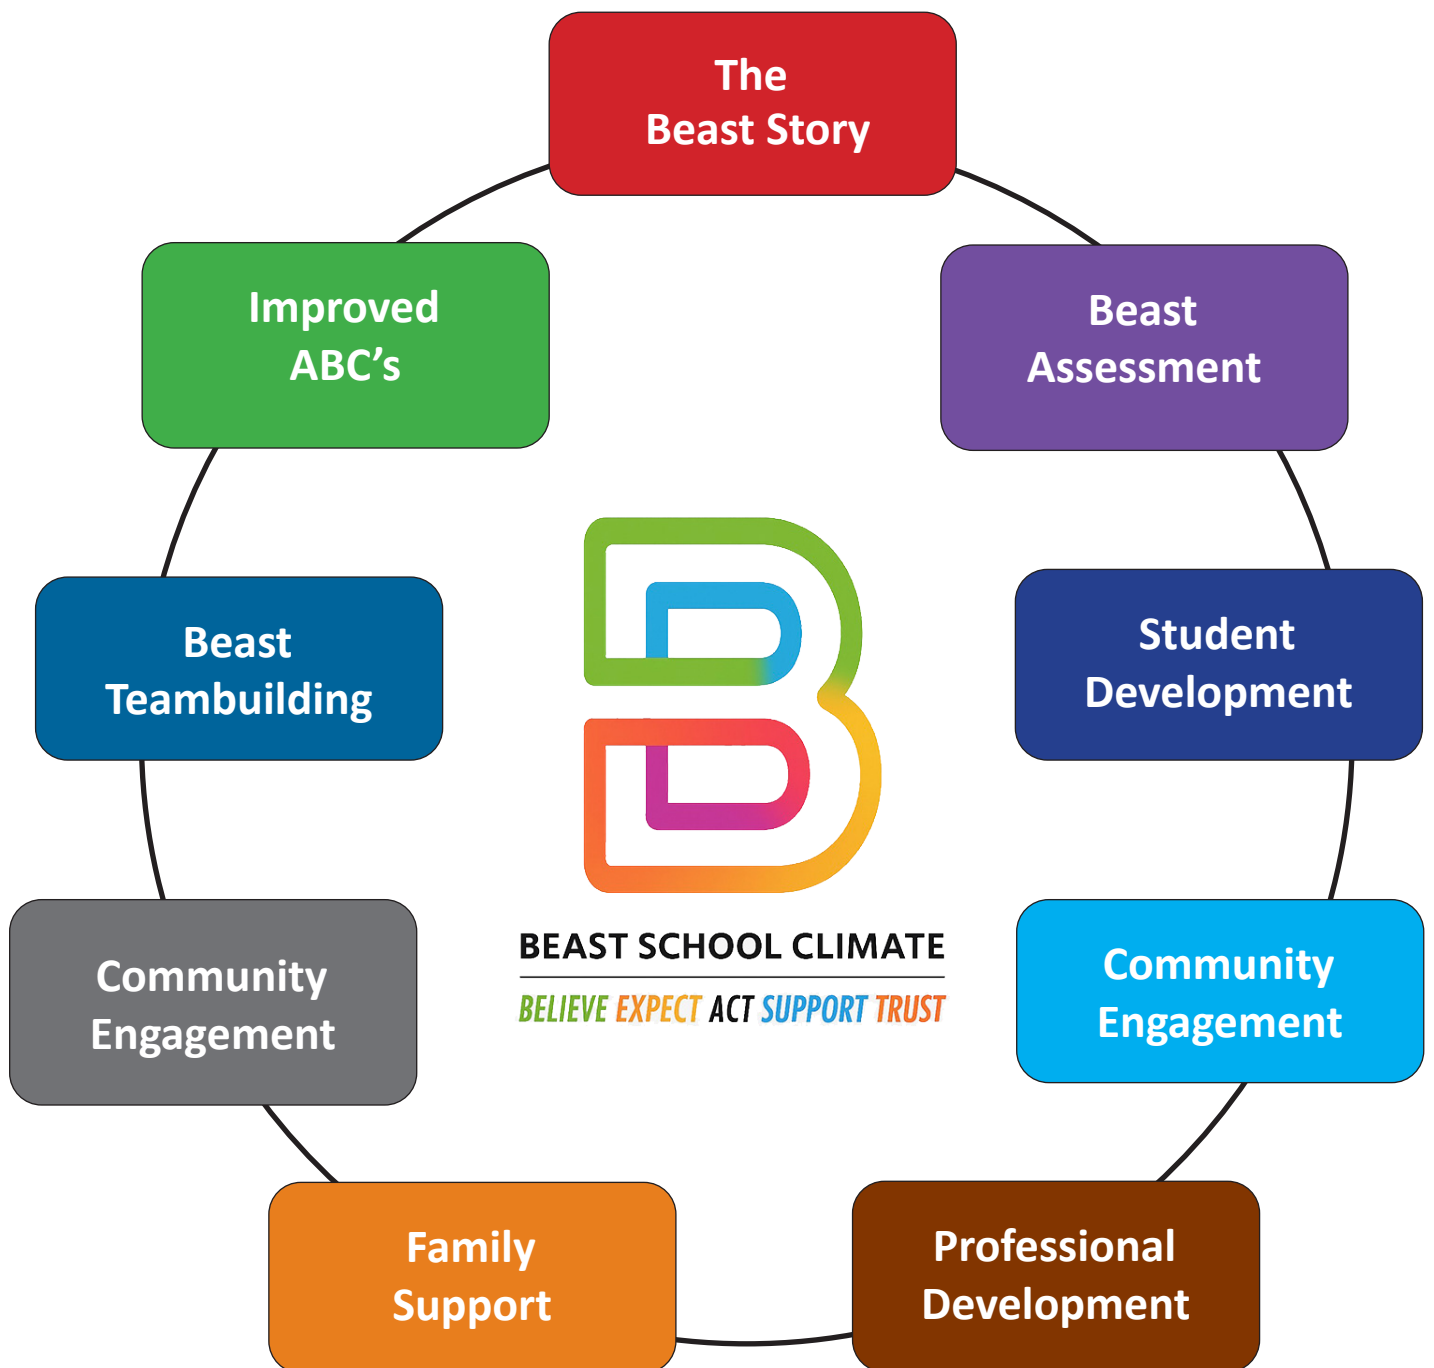 The
Beast Story
Improved
ABC’s
Beast
Assessment
Beast
Teambuilding
Student
Development
Community
Engagement
BEAST SCHOOL CLIMATE
BELIEVE EXPECT ACT SUPPORT TRUST
Community
Engagement
Family
Support
Professional
Development